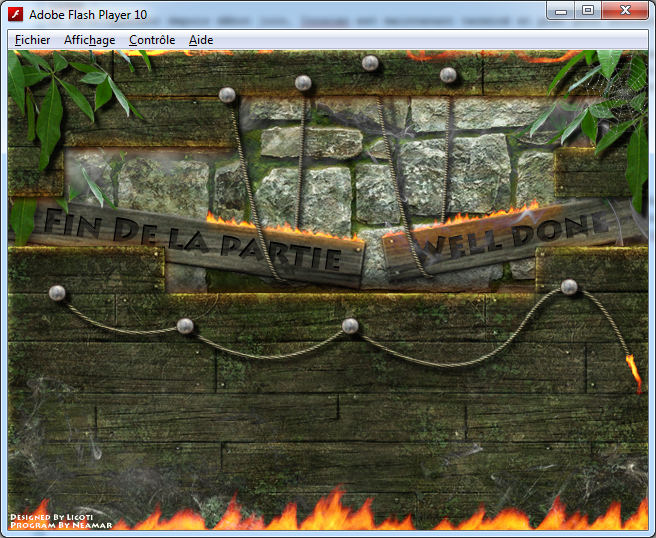 Adobe Flash Player 10
Fichier Affichage Contrôle Aide
FIN DE LA PARTIE
WELL DONE
DESIGNED BY LICOTI
PROGRAM BY NEAMAR